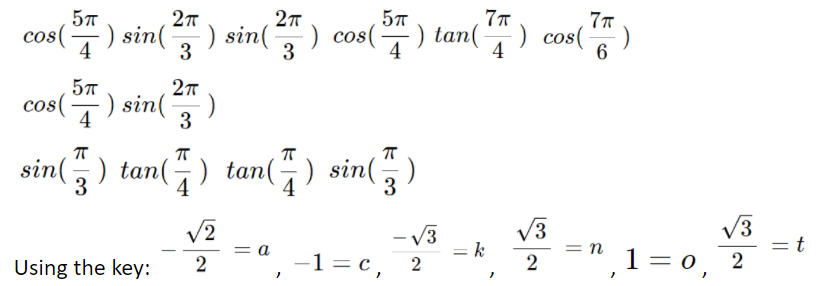 cos(5π/4) sin(2π/3) sin(2π/3) cos(5π/4) tan(7π/4) cos(7π/6)
cos(5π/4) sin(2π/3)
sin(π/3) tan(π/4) tan(π/4) sin(π/3)
Using the key: -√2/2 = a, -1 = c, -√3/2 = k, √3/2 = n, 1 = o, √3/2 = t